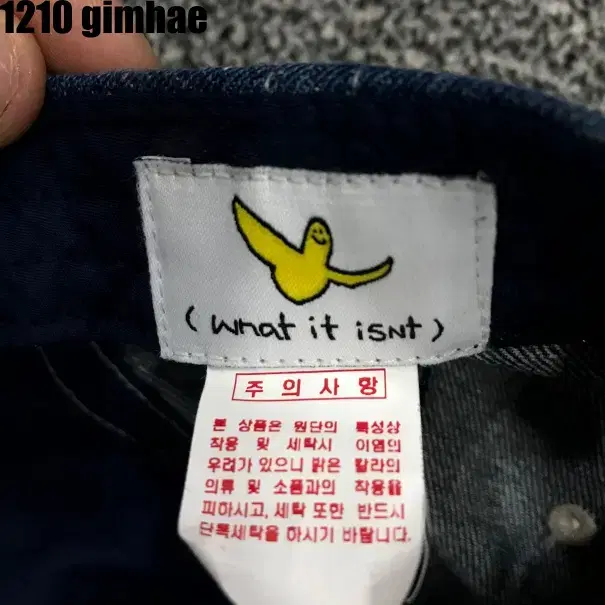 1210 gimhae
( what it isNt )
주의사항
본 상품은 원단의 특성상
착용 및 세탁시 이염의
우려가 있으니 밝은 칼라의
의류 및 소품과의 착용을
피하시고, 세탁 또한 반드시
단독세탁을 하시기 바랍니다.